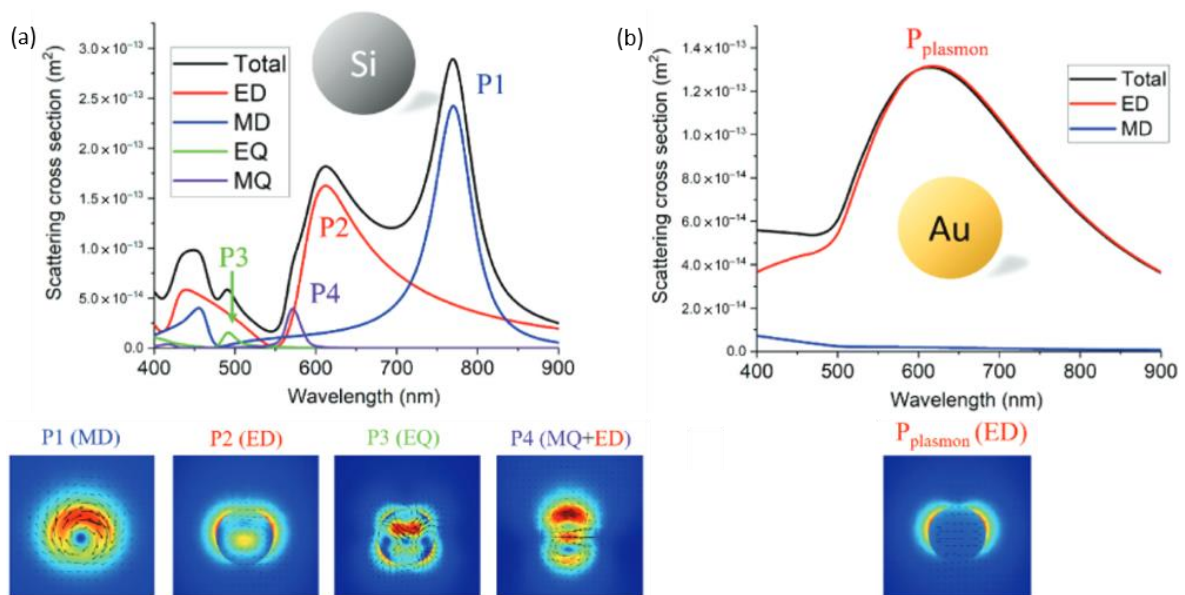 (a)
Scattering cross section (m²)
3.0×10⁻¹³
2.5×10⁻¹³
2.0×10⁻¹³
1.5×10⁻¹³
1.0×10⁻¹³
5.0×10⁻¹⁴
0.0
Total
ED
MD
EQ
MQ
Si
P1
P2
P3
P4
400 500 600 700 800 900
Wavelength (nm)
(b)
Scattering cross section (m²)
1.4×10⁻¹³
1.2×10⁻¹³
1.0×10⁻¹³
8.0×10⁻¹⁴
6.0×10⁻¹⁴
4.0×10⁻¹⁴
2.0×10⁻¹⁴
0.0
Pplasmon
Total
ED
MD
Au
400 500 600 700 800 900
Wavelength (nm)
P1 (MD) P2 (ED) P3 (EQ) P4 (MQ+ED) Pplasmon (ED)